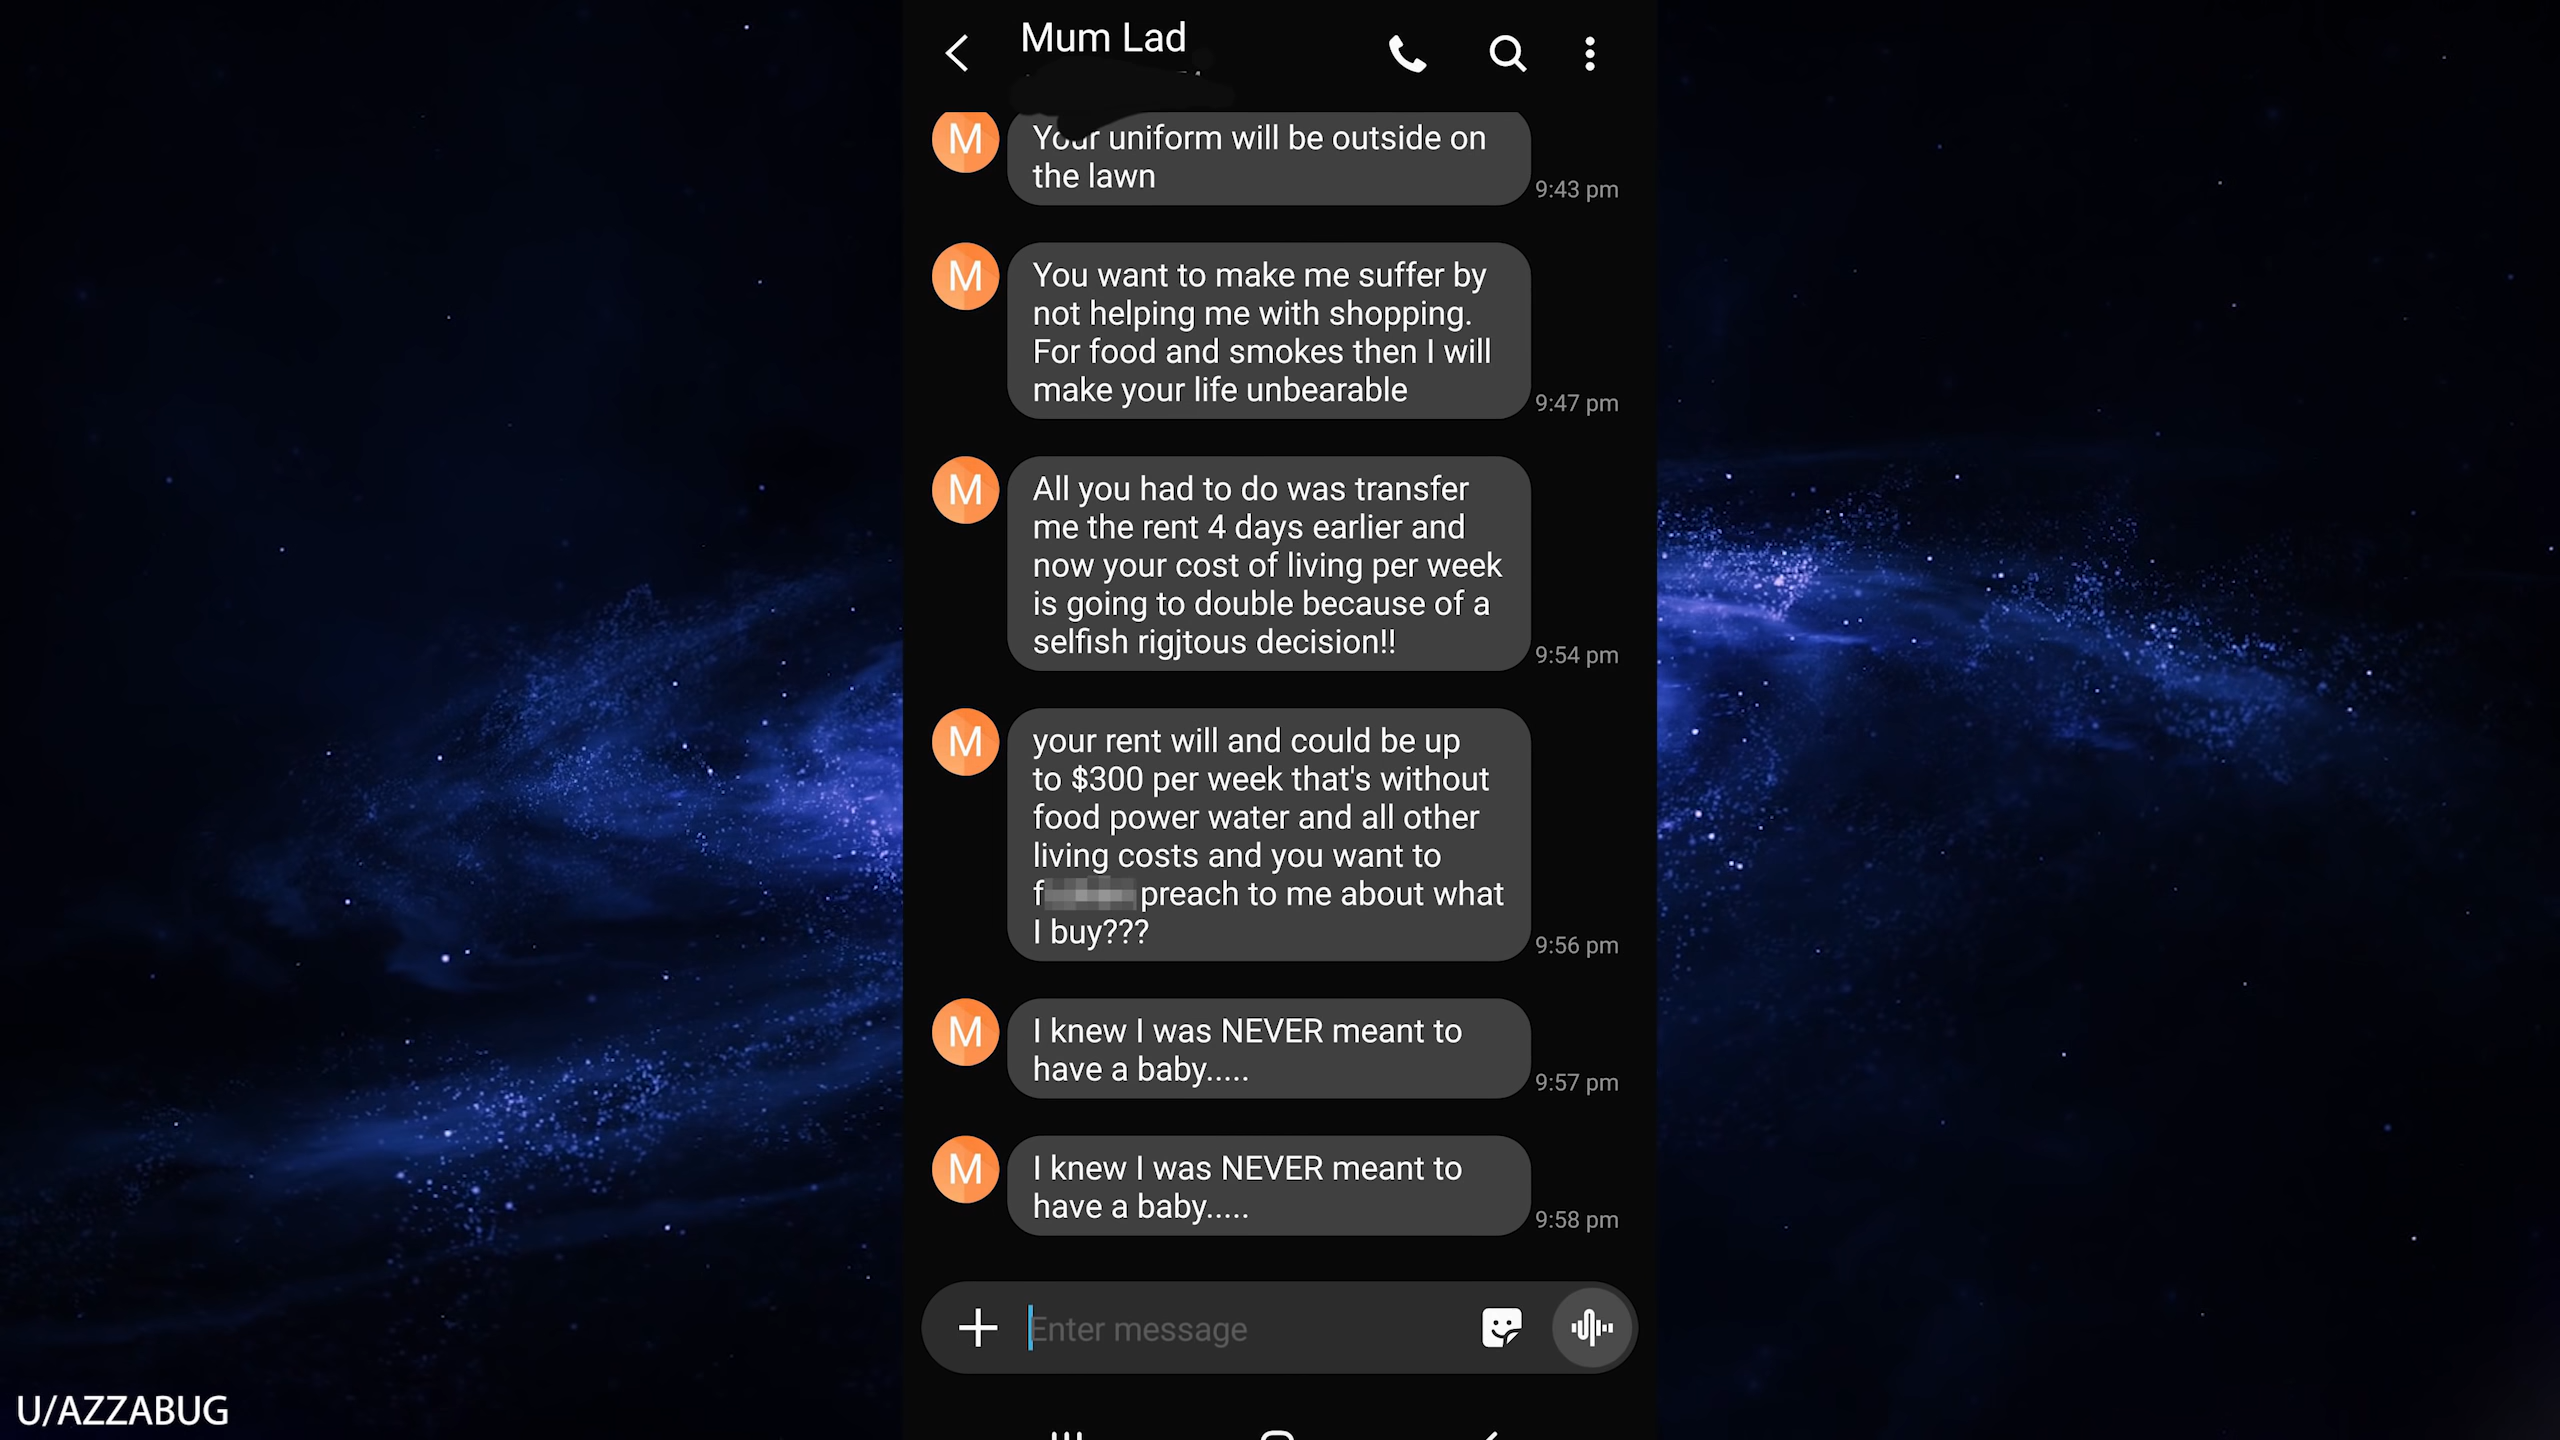 Mum Lad
M
Your uniform will be outside on
the lawn
9:43 pm
M
You want to make me suffer by
not helping me with shopping.
For food and smokes then I will
make your life unbearable
9:47 pm
M
All you had to do was transfer
me the rent 4 days earlier and
now your cost of living per week
is going to double because of a
selfish rigjtous decision!!
9:54 pm
M
your rent will and could be up
to $300 per week that's without
food power water and all other
living costs and you want to
f preach to me about what
I buy???
9:56 pm
M
I knew I was NEVER meant to
have a baby.....
9:57 pm
M
I knew I was NEVER meant to
have a baby.....
9:58 pm
Enter message
U/AZZABUG